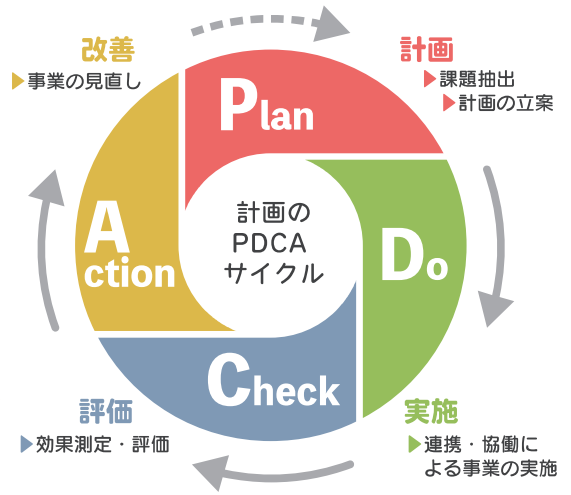 改善
事業の見直し
計画
課題抽出
計画の立案
Plan
Action
計画の
PDCA
サイクル
Do
Check
評価
効果測定・評価
実施
連携・協働に
よる事業の実施